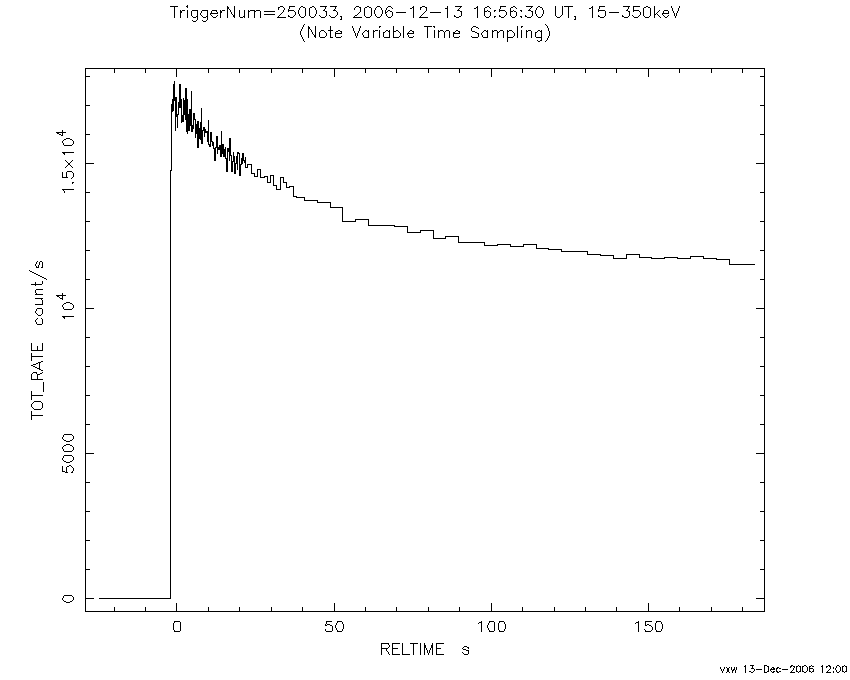 TriggerNum=250033, 2006-12-13 16:56:30 UT, 15-350keV
(Note Variable Time Sampling)
TOT_RATE count/s
1.5×10⁴
10⁴
5000
0
0 50 100 150
RELTIME s
vxw 13-Dec-2006 12:00